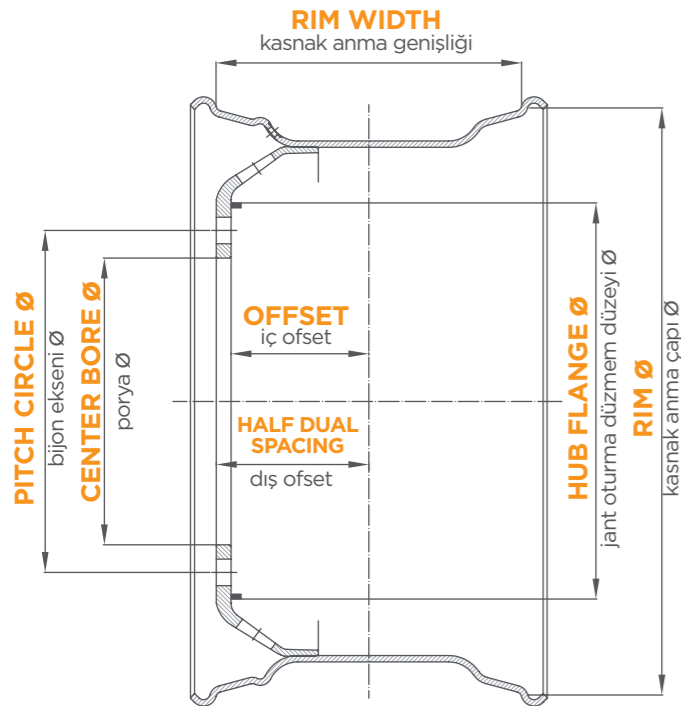 RIM WIDTH
kasnak anma genişliği
OFFSET
iç ofset
HALF DUAL
SPACING
dış ofset
PITCH CIRCLE Ø
bijon ekseni Ø
CENTER BORE Ø
porya Ø
HUB FLANGE Ø
jant oturma düzmem düzeyi Ø
RIM Ø
kasnak anma çapı Ø